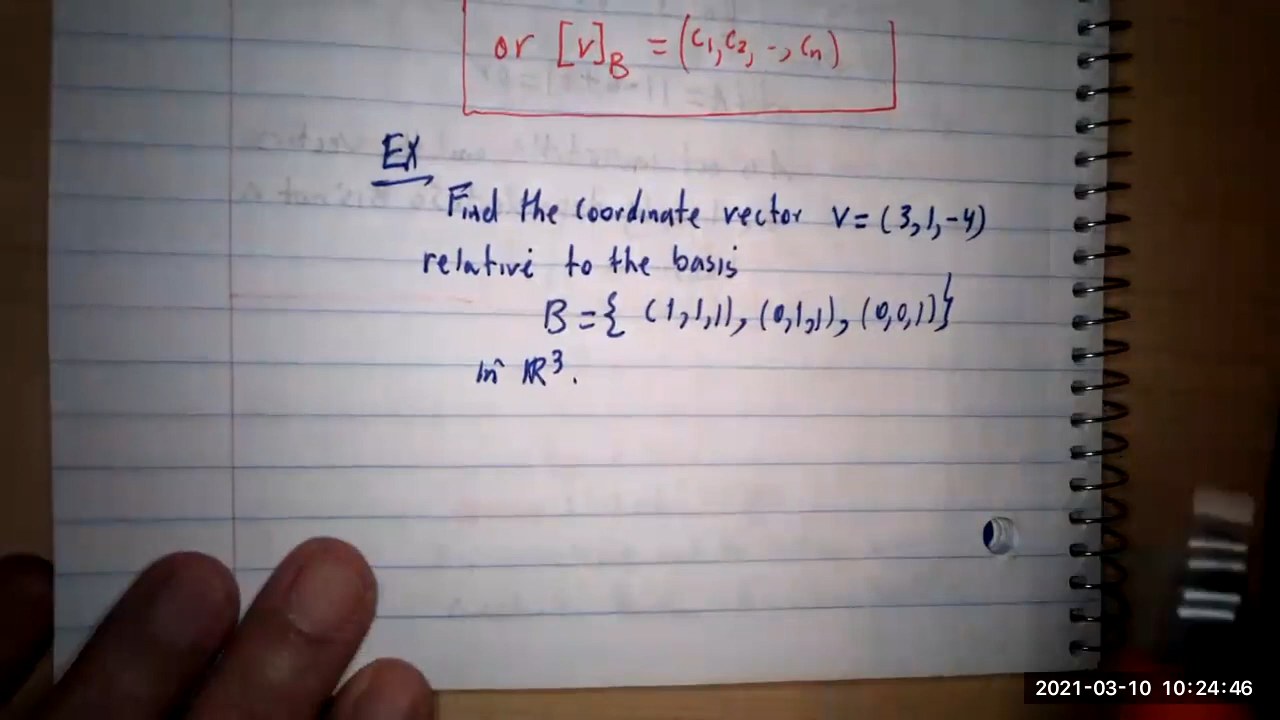 or [v]_B = (c₁, c₂, -, cₙ)
EX
Find the coordinate vector v = (3, 1, -4)
relative to the basis
B = { (1,1,1), (0,1,1), (0,0,1) }
in ℝ³.
2021-03-10 10:24:46